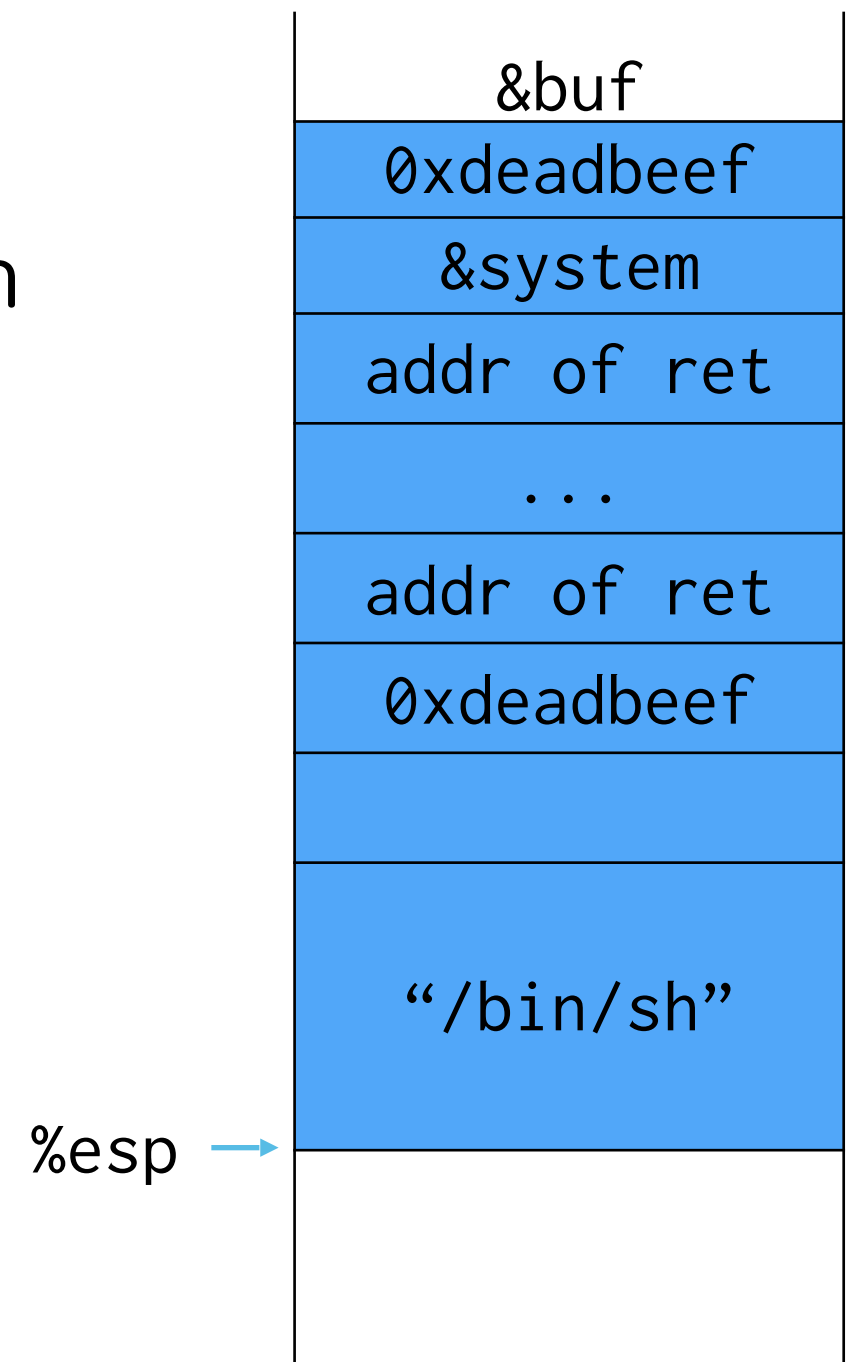 &buf
0xdeadbeef
&system
addr of ret
...
addr of ret
0xdeadbeef
“/bin/sh”
%esp